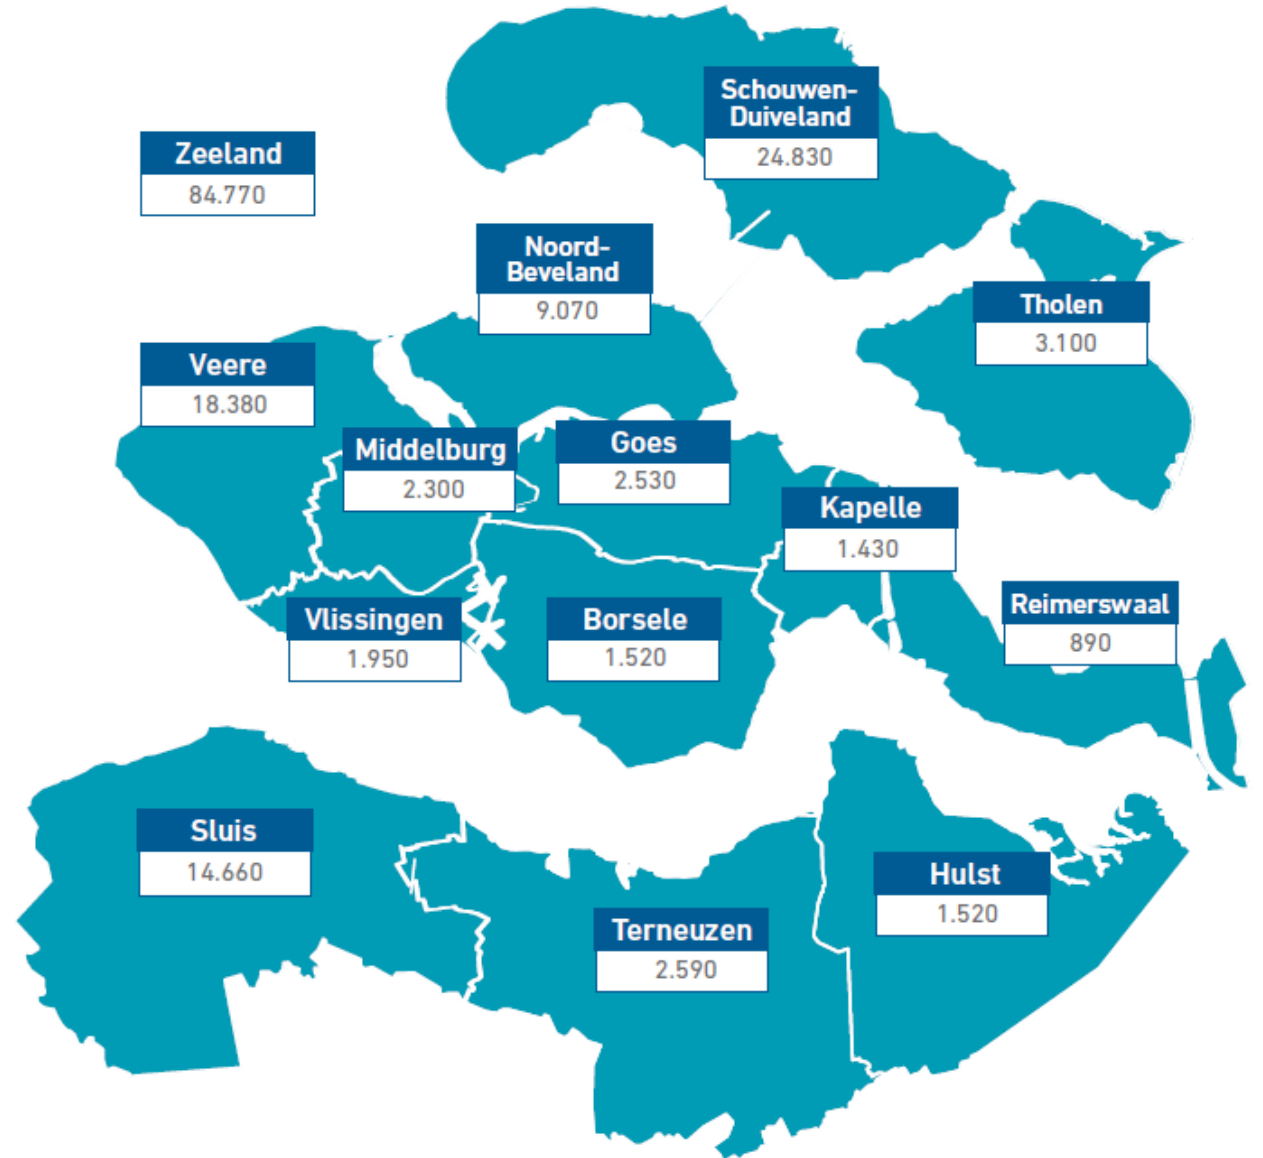 Schouwen-
Duiveland
24.830
Zeeland
84.770
Noord-
Beveland
9.070
Tholen
3.100
Veere
18.380
Middelburg
2.300
Goes
2.530
Kapelle
1.430
Vlissingen
1.950
Borsele
1.520
Reimerswaal
890
Sluis
14.660
Hulst
1.520
Terneuzen
2.590